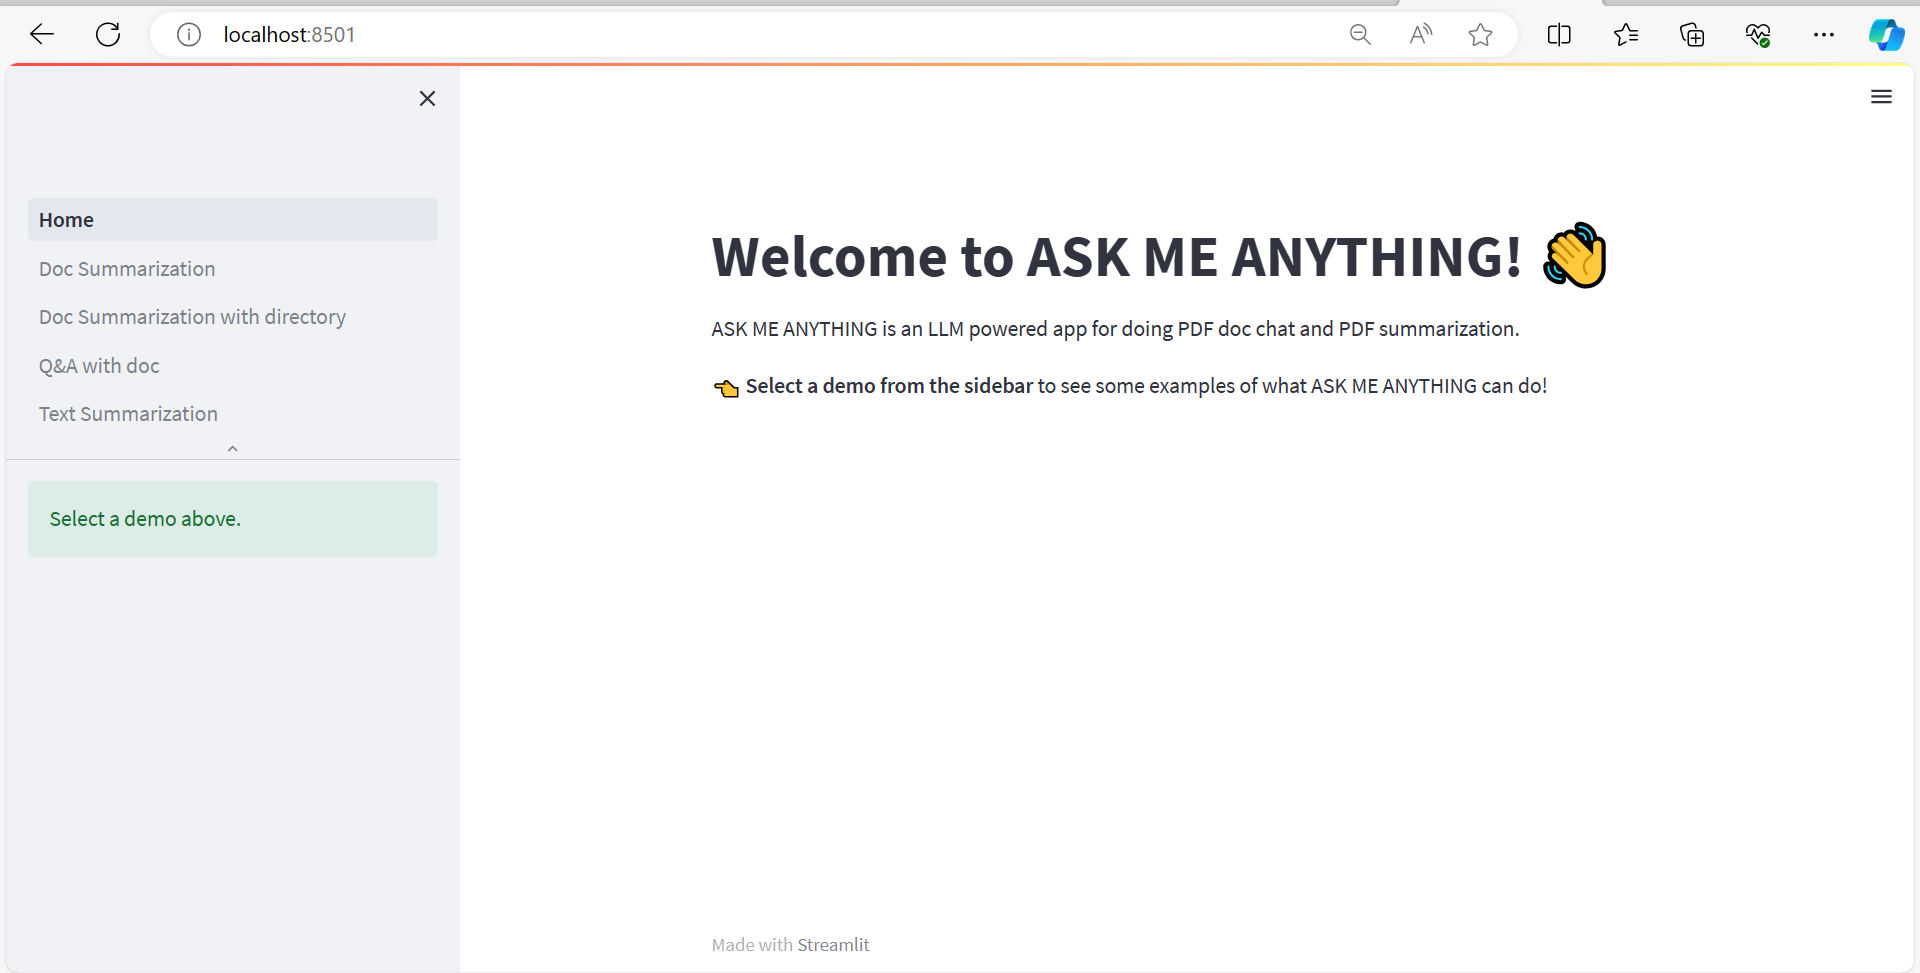 localhost:8501
Home
Doc Summarization
Doc Summarization with directory
Q&A with doc
Text Summarization
Select a demo above.
Welcome to ASK ME ANYTHING! 👋
ASK ME ANYTHING is an LLM powered app for doing PDF doc chat and PDF summarization.
👈 Select a demo from the sidebar to see some examples of what ASK ME ANYTHING can do!
Made with Streamlit